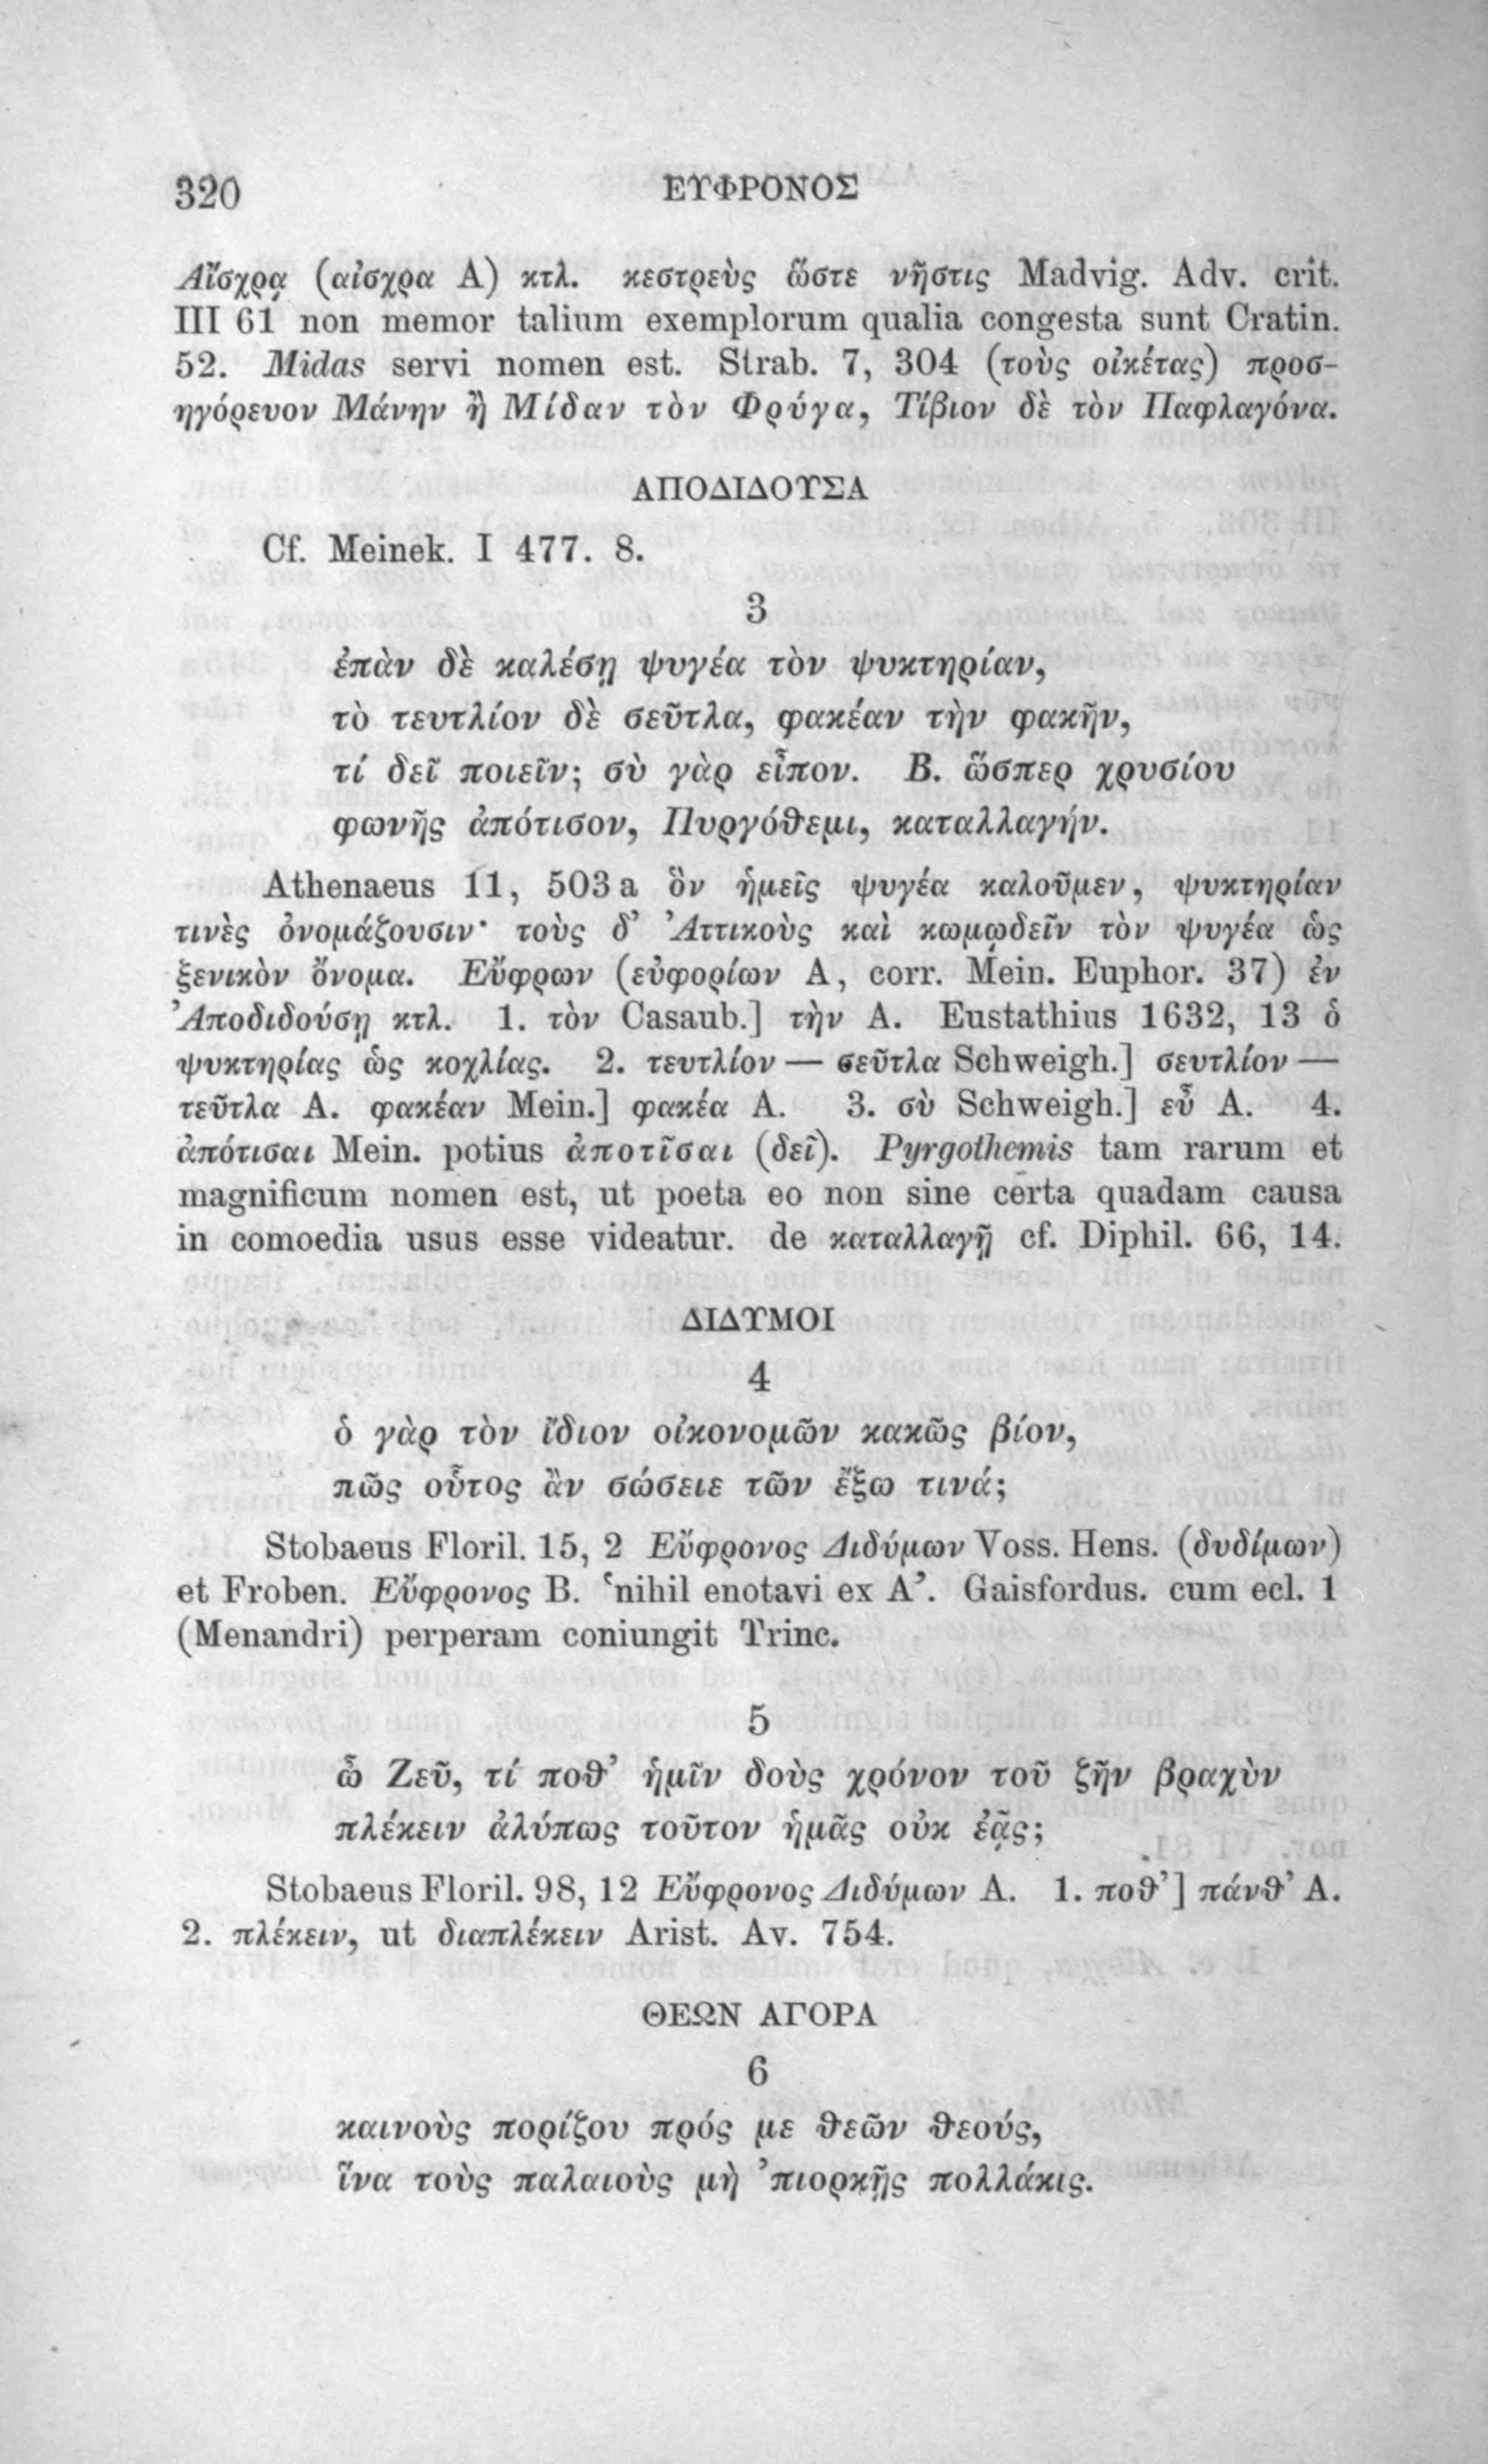 320 ΕΥΦΡΟΝΟΣ
Αἴσχρᾳ (αἰσχρα A) κτλ. κεστρεὺς ὥστε νῆστις Madvig. Adv. crit.
III 61 non memor talium exemplorum qualia congesta sunt Cratin.
52. Midas servi nomen est. Strab. 7, 304 (τοὺς οἰκέτας) προσ-
ηγόρευον Μάνην ἢ Μίδαν τὸν Φρύγα, Τίβιον δὲ τὸν Παφλαγόνα.
ΑΠΟΔΙΔΟΥΣΑ
Cf. Meinek. I 477. 8.
3
ἐπὰν δὲ καλέσῃ ψυγέα τὸν ψυκτηρίαν,
τὸ τευτλίον δὲ σεῦτλα, φακέαν τὴν φακῆν,
τί δεῖ ποιεῖν; σὺ γὰρ εἶπον. Β. ὥσπερ χρυσίου
φωνῆς ἀπότισον, Πυργόθεμι, καταλλαγήν.
Athenaeus 11, 503 a ὃν ἡμεῖς ψυγέα καλοῦμεν, ψυκτηρίαν
τινὲς ὀνομάζουσιν· τοὺς δ' Ἀττικοὺς καὶ κωμῳδεῖν τὸν ψυγέα ὡς
ξενικὸν ὄνομα. Εὔφρων (εὐφορίων A, corr. Mein. Euphor. 37) ἐν
Ἀποδιδούσῃ κτλ. 1. τὸν Casaub.] τὴν A. Eustathius 1632, 13 ὁ
ψυκτηρίας ὡς κοχλίας. 2. τευτλίον — σεῦτλα Schweigh.] σευτλίον —
τεῦτλα A. φακέαν Mein.] φακέα A. 3. σὺ Schweigh.] εὖ A. 4.
ἀπότισαι Mein. potius ἀποτῖσαι (δεῖ). Pyrgothemis tam rarum et
magnificum nomen est, ut poeta eo non sine certa quadam causa
in comoedia usus esse videatur. de καταλλαγῇ cf. Diphil. 66, 14.
ΔΙΔΥΜΟΙ
4
ὁ γὰρ τὸν ἴδιον οἰκονομῶν κακῶς βίον,
πῶς οὗτος ἂν σώσειε τῶν ἔξω τινά;
Stobaeus Floril. 15, 2 Εὔφρονος Διδύμων Voss. Hens. (δυδίμων)
et Froben. Εὔφρονος B. ‘nihil enotavi ex A’. Gaisfordus. cum ecl. 1
(Menandri) perperam coniungit Trinc.
5
ὦ Ζεῦ, τί ποθ' ἡμῖν δοὺς χρόνον τοῦ ζῆν βραχὺν
πλέκειν ἀλύπως τοῦτον ἡμᾶς οὐκ ἐᾷς;
Stobaeus Floril. 98, 12 Εὔφρονος Διδύμων A. 1. ποθ'] πάνθ' A.
2. πλέκειν, ut διαπλέκειν Arist. Av. 754.
ΘΕΩΝ ΑΓΟΡΑ
6
καινοὺς πορίζου πρός με θεῶν θεούς,
ἵνα τοὺς παλαιοὺς μὴ 'πιορκῇς πολλάκις.